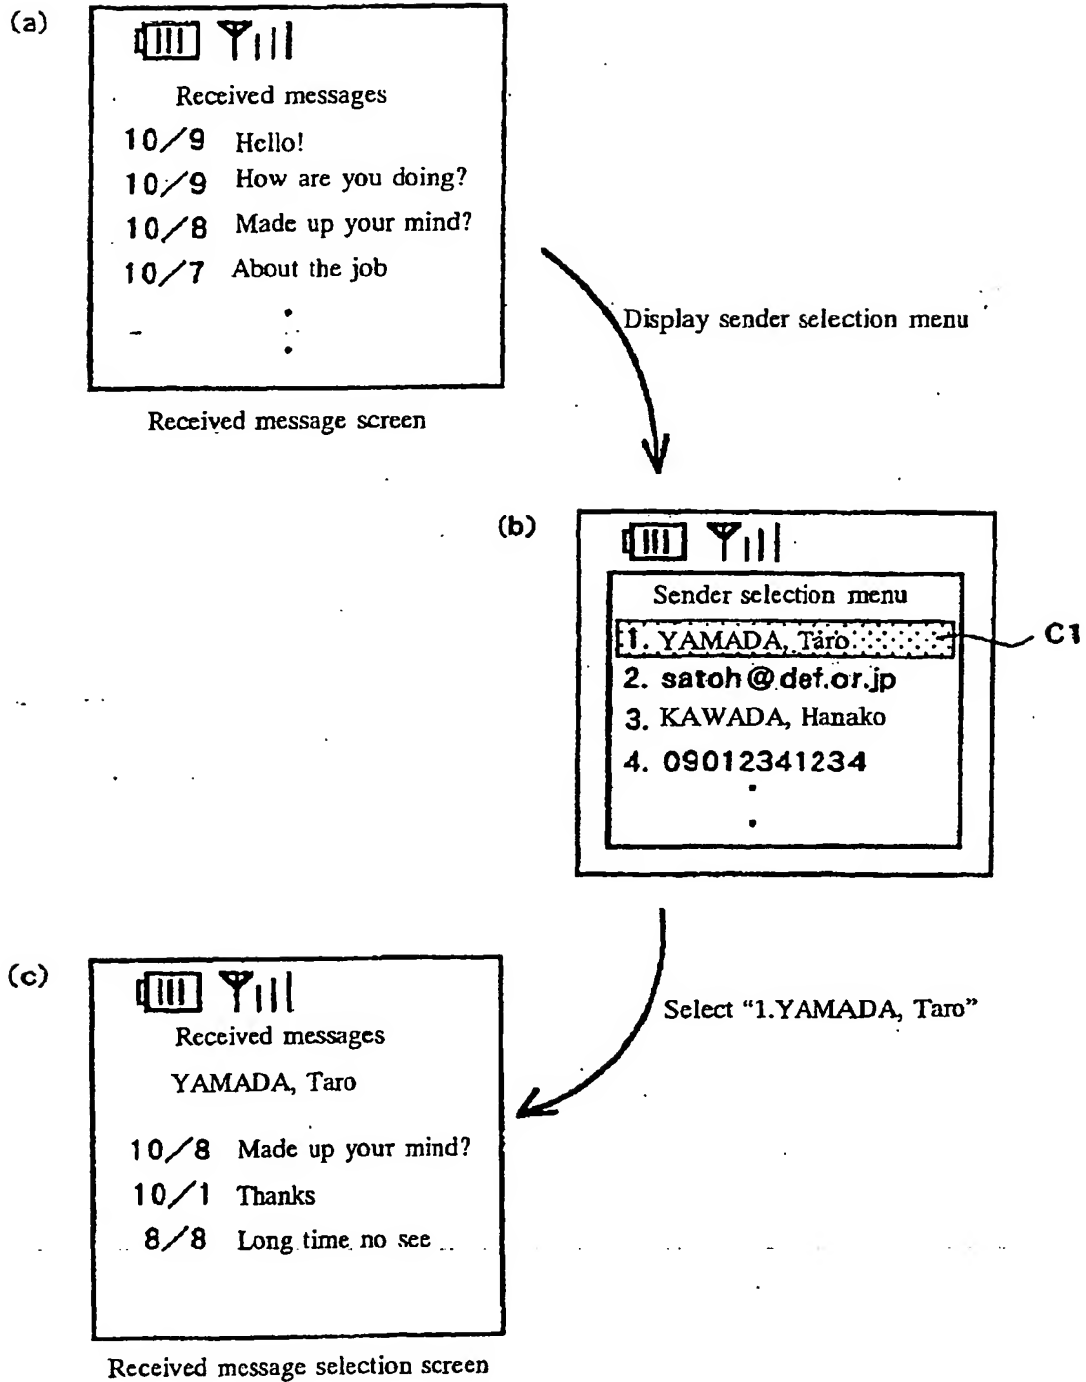 (a)
Received messages
10/9 Hello!
10/9 How are you doing?
10/8 Made up your mind?
10/7 About the job
Received message screen
Display sender selection menu
(b)
Sender selection menu
1. YAMADA, Taro
C1
2. satoh@def.or.jp
3. KAWADA, Hanako
4. 09012341234
Select “1.YAMADA, Taro”
(c)
Received messages
YAMADA, Taro
10/8 Made up your mind?
10/1 Thanks
8/8 Long time no see
Received message selection screen